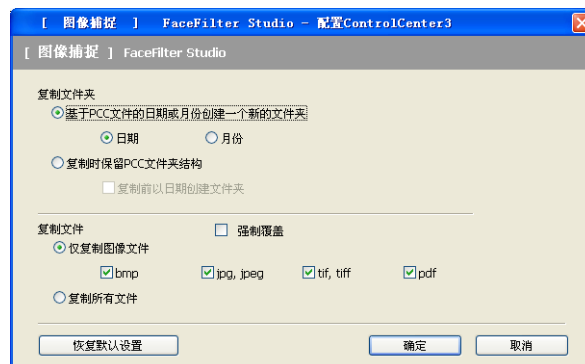 [ 图像捕捉 ] FaceFilter Studio - 配置ControlCenter3
[ 图像捕捉 ] FaceFilter Studio
复制文件夹
基于PCC文件的日期或月份创建一个新的文件夹
日期 月份
复制时保留PCC文件夹结构
复制前以日期创建文件夹
复制文件 强制覆盖
仅复制图像文件
bmp jpg, jpeg tif, tiff pdf
复制所有文件
恢复默认设置 确定 取消